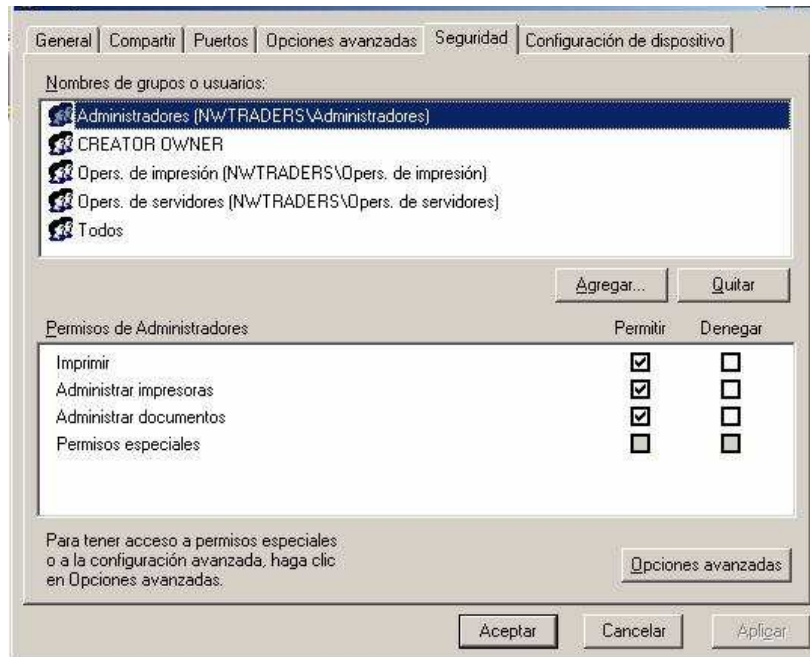 General Compartir Puertos Opciones avanzadas Seguridad Configuración de dispositivo
Nombres de grupos o usuarios:
Administradores (NWTRADERS\Administradores)
CREATOR OWNER
Opers. de impresión (NWTRADERS\Opers. de impresión)
Opers. de servidores (NWTRADERS\Opers. de servidores)
Todos
Agregar... Quitar
Permisos de Administradores Permitir Denegar
Imprimir
Administrar impresoras
Administrar documentos
Permisos especiales
Para tener acceso a permisos especiales
o a la configuración avanzada, haga clic
en Opciones avanzadas.
Opciones avanzadas
Aceptar Cancelar Aplicar